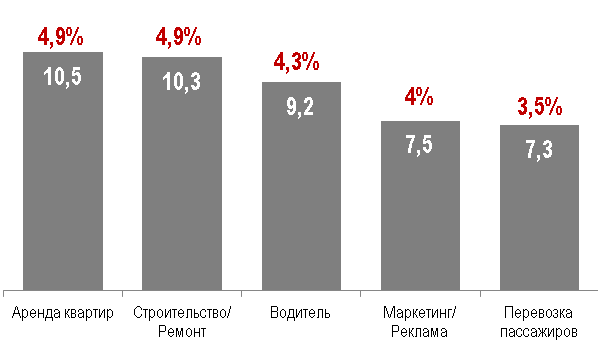 4,9%
4,9%
4,3%
4%
3,5%
10,5
10,3
9,2
7,5
7,3
Аренда квартир
Строительство/
Ремонт
Водитель
Маркетинг/
Реклама
Перевозка
пассажиров